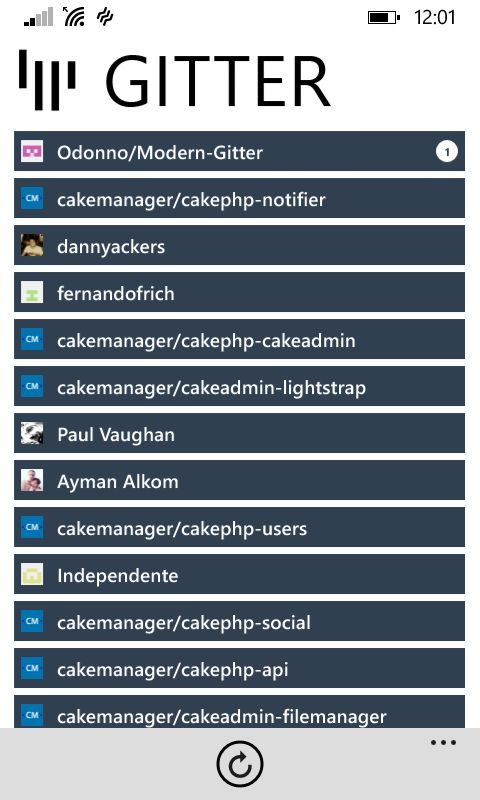 12:01
GITTER
Odonno/Modern-Gitter 1
CM cakemanager/cakephp-notifier
dannyackers
fernandofrich
CM cakemanager/cakephp-cakeadmin
CM cakemanager/cakeadmin-lightstrap
Paul Vaughan
Ayman Alkom
CM cakemanager/cakephp-users
Independente
CM cakemanager/cakephp-social
CM cakemanager/cakephp-api
CM cakemanager/cakeadmin-filemanager